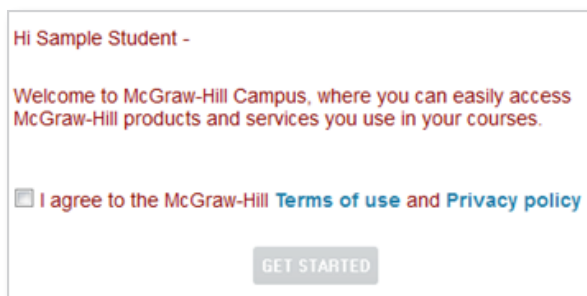 Hi Sample Student -
Welcome to McGraw-Hill Campus, where you can easily access
McGraw-Hill products and services you use in your courses.
I agree to the McGraw-Hill Terms of use and Privacy policy
GET STARTED